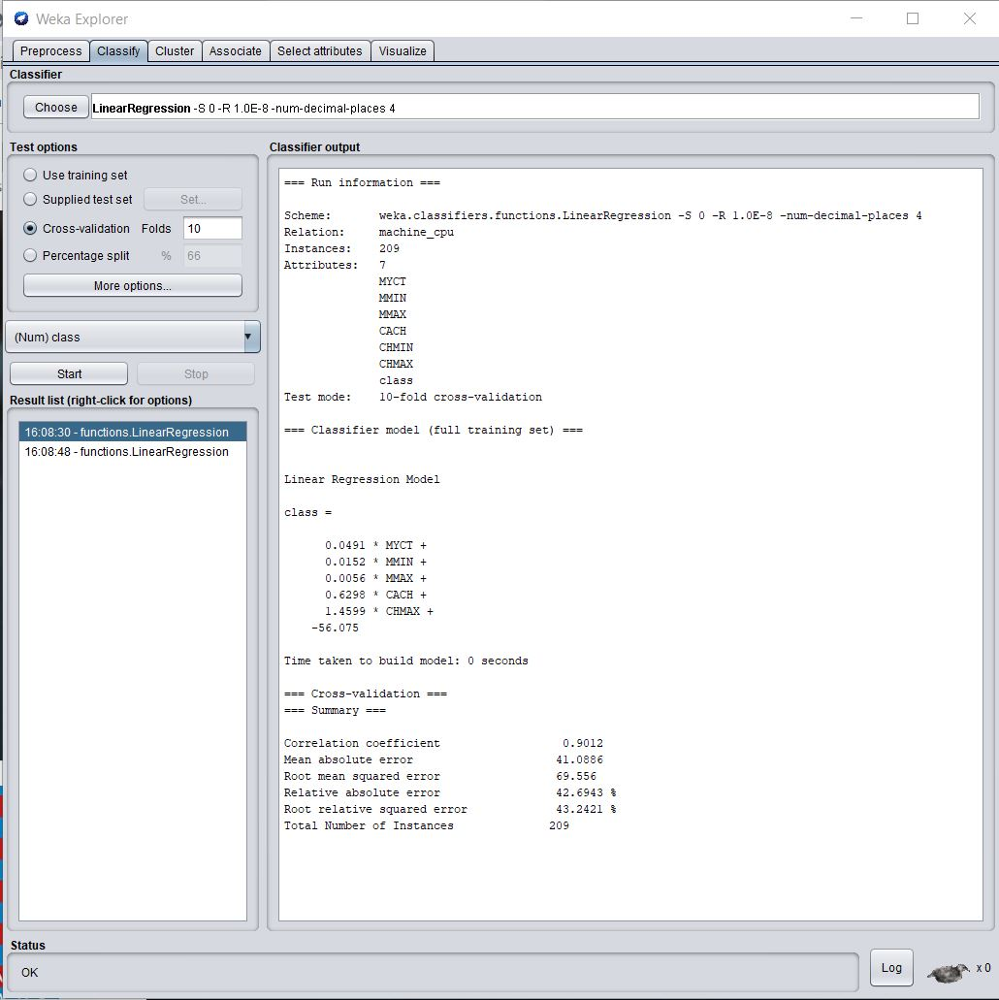 Weka Explorer
Preprocess Classify Cluster Associate Select attributes Visualize
Classifier
Choose LinearRegression -S 0 -R 1.0E-8 -num-decimal-places 4
Test options
Use training set
Supplied test set Set...
Cross-validation Folds 10
Percentage split % 66
More options...
(Num) class
Start Stop
Result list (right-click for options)
16:08:30 - functions.LinearRegression
16:08:48 - functions.LinearRegression
Classifier output
=== Run information ===
Scheme: weka.classifiers.functions.LinearRegression -S 0 -R 1.0E-8 -num-decimal-places 4
Relation: machine_cpu
Instances: 209
Attributes: 7
MYCT
MMIN
MMAX
CACH
CHMIN
CHMAX
class
Test mode: 10-fold cross-validation
=== Classifier model (full training set) ===
Linear Regression Model
class =
0.0491 * MYCT +
0.0152 * MMIN +
0.0056 * MMAX +
0.6298 * CACH +
1.4599 * CHMAX +
-56.075
Time taken to build model: 0 seconds
=== Cross-validation ===
=== Summary ===
Correlation coefficient 0.9012
Mean absolute error 41.0886
Root mean squared error 69.556
Relative absolute error 42.6943 %
Root relative squared error 43.2421 %
Total Number of Instances 209
Status
OK
Log
x 0